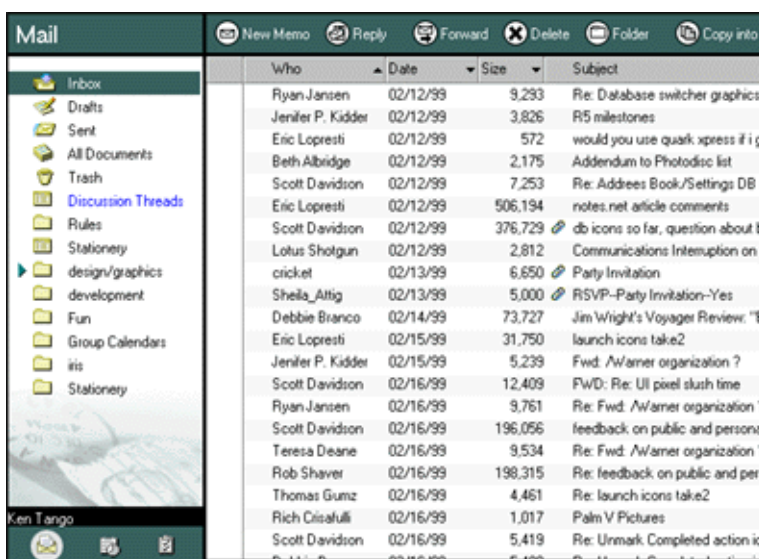 Mail
New Memo Reply Forward Delete Folder Copy into
Who Date Size Subject
Inbox
Drafts
Sent
All Documents
Trash
Discussion Threads
Rules
Stationery
design/graphics
development
Fun
Group Calendars
iris
Stationery
Ken Tango
Ryan Jansen 02/12/99 9,293 Re: Database switcher graphics
Jenifer P. Kidder 02/12/99 3,826 R5 milestones
Eric Lopresti 02/12/99 572 would you use quark xpress if i g
Beth Albridge 02/12/99 2,175 Addendum to Photodisc list
Scott Davidson 02/12/99 7,253 Re: Addrees Book/Settings DB
Eric Lopresti 02/12/99 506,194 notes.net article comments
Scott Davidson 02/12/99 376,729 db icons so far, question about b
Lotus Shotgun 02/12/99 2,812 Communications Interruption on
cricket 02/13/99 6,650 Party Invitation
Sheila_Attig 02/13/99 5,000 RSVP--Party Invitation--Yes
Debbie Branco 02/14/99 73,727 Jim Wright's Voyager Review: "E
Eric Lopresti 02/15/99 31,750 launch icons take2
Jenifer P. Kidder 02/15/99 5,239 Fwd: /Warner organization ?
Scott Davidson 02/16/99 12,409 FWD: Re: UI pixel slush time
Ryan Jansen 02/16/99 9,761 Re: Fwd: /Warner organization
Scott Davidson 02/16/99 196,056 feedback on public and persona
Teresa Deane 02/16/99 9,534 Re: Fwd: /Warner organization
Rob Shaver 02/16/99 198,315 Re: feedback on public and per
Thomas Gumz 02/16/99 4,461 Re: launch icons take2
Rich Crisafulli 02/16/99 1,017 Palm V Pictures
Scott Davidson 02/16/99 5,419 Re: Unmark Completed action ic